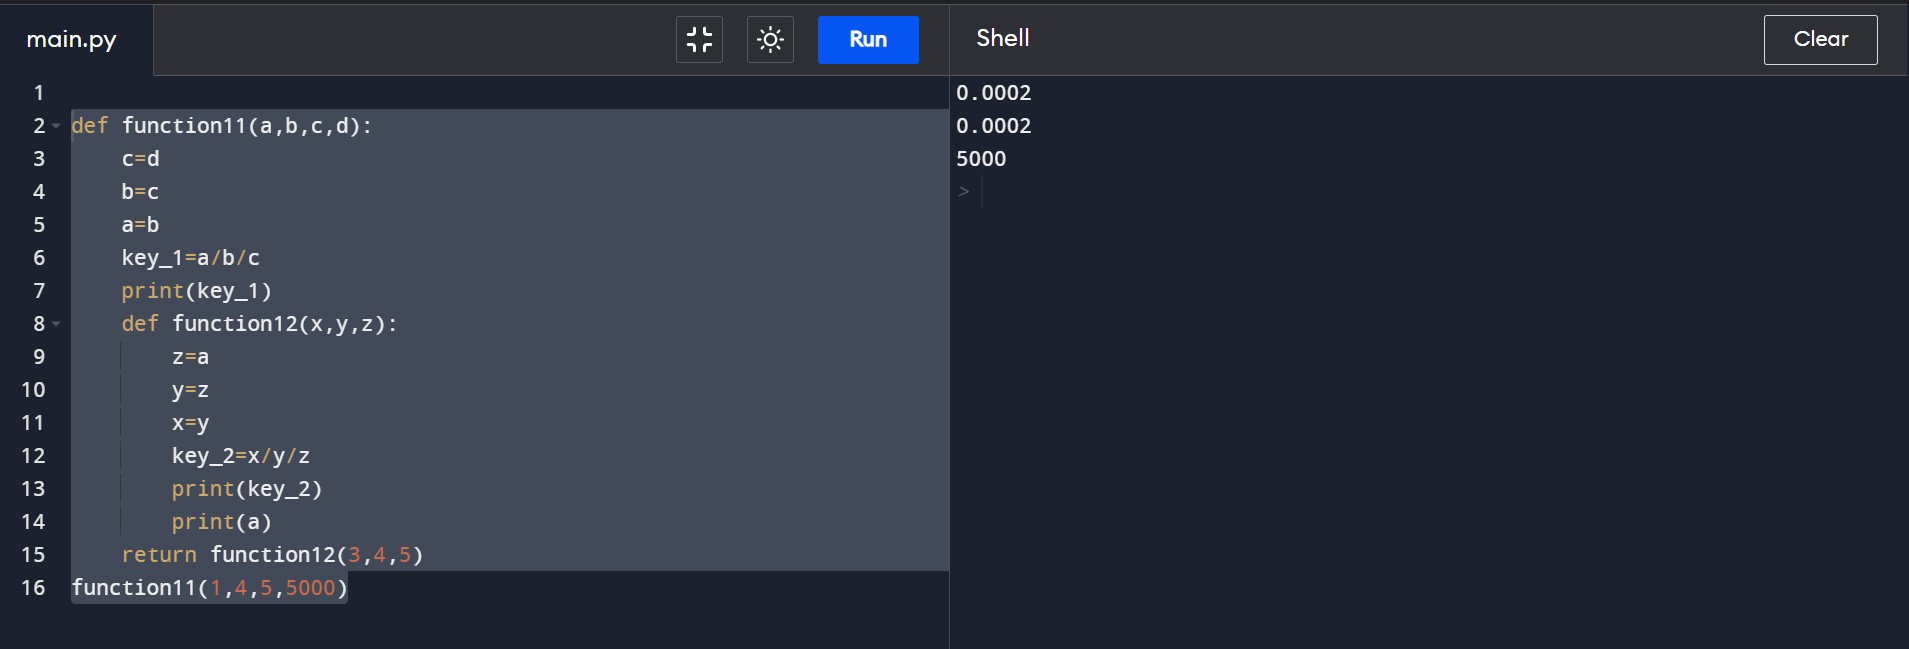 main.py
Run
Shell
Clear
1
2 def function11(a,b,c,d):
3     c=d
4     b=c
5     a=b
6     key_1=a/b/c
7     print(key_1)
8     def function12(x,y,z):
9         z=a
10         y=z
11         x=y
12         key_2=x/y/z
13         print(key_2)
14         print(a)
15     return function12(3,4,5)
16 function11(1,4,5,5000)
0.0002
0.0002
5000
>